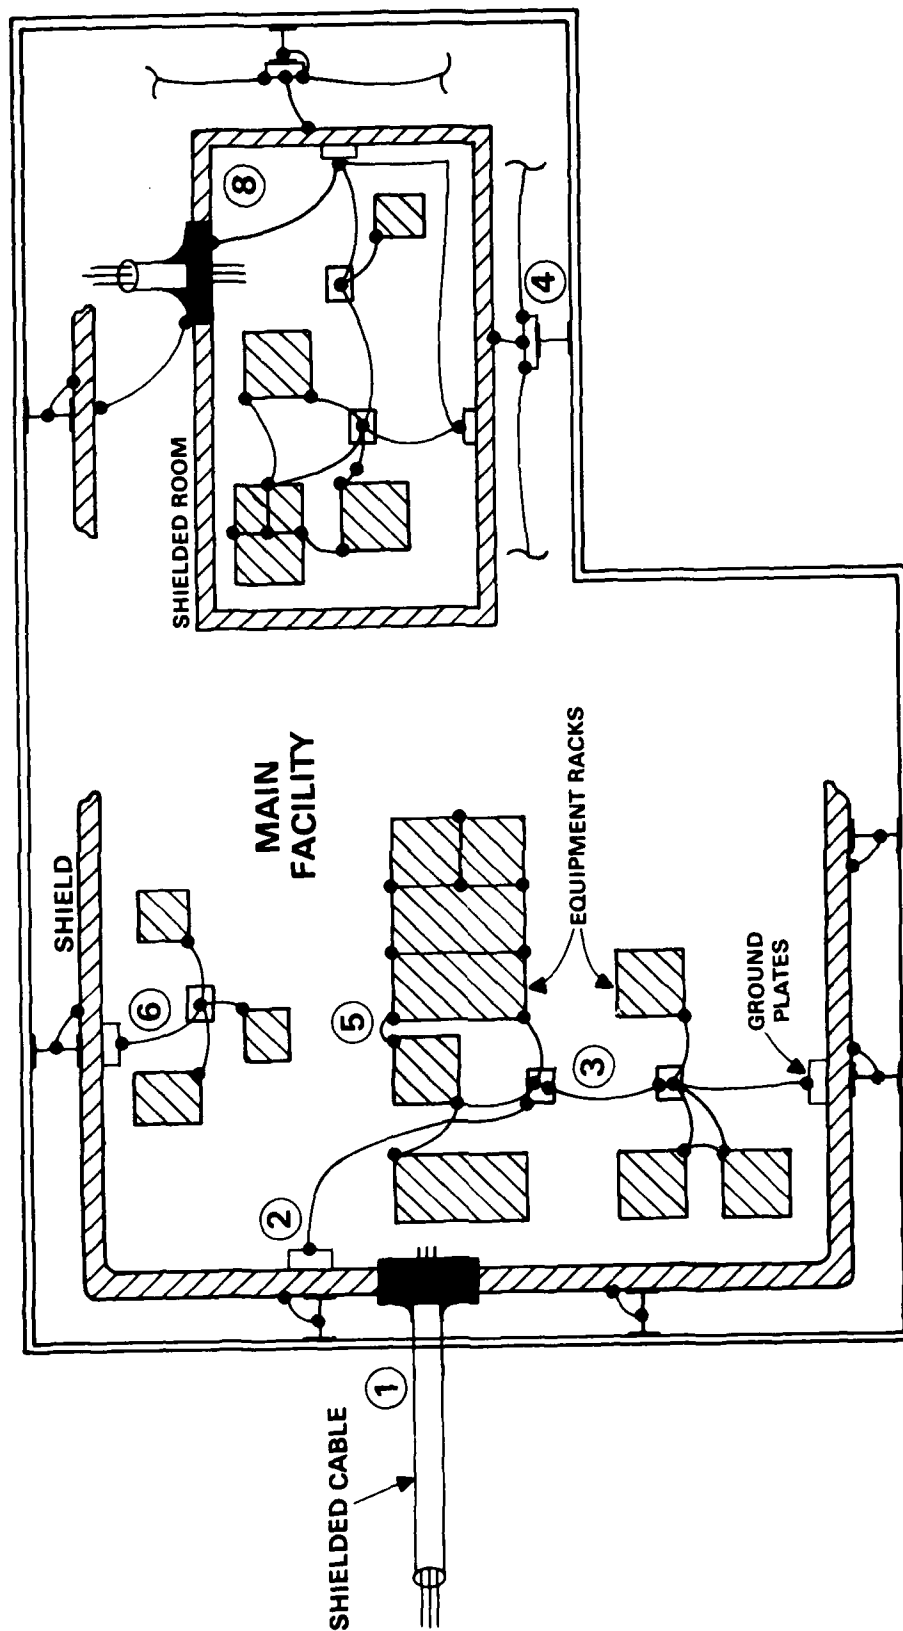 SHIELDED CABLE
1
2
SHIELD
6
MAIN
FACILITY
5
3
EQUIPMENT RACKS
GROUND
PLATES
SHIELDED ROOM
8
4